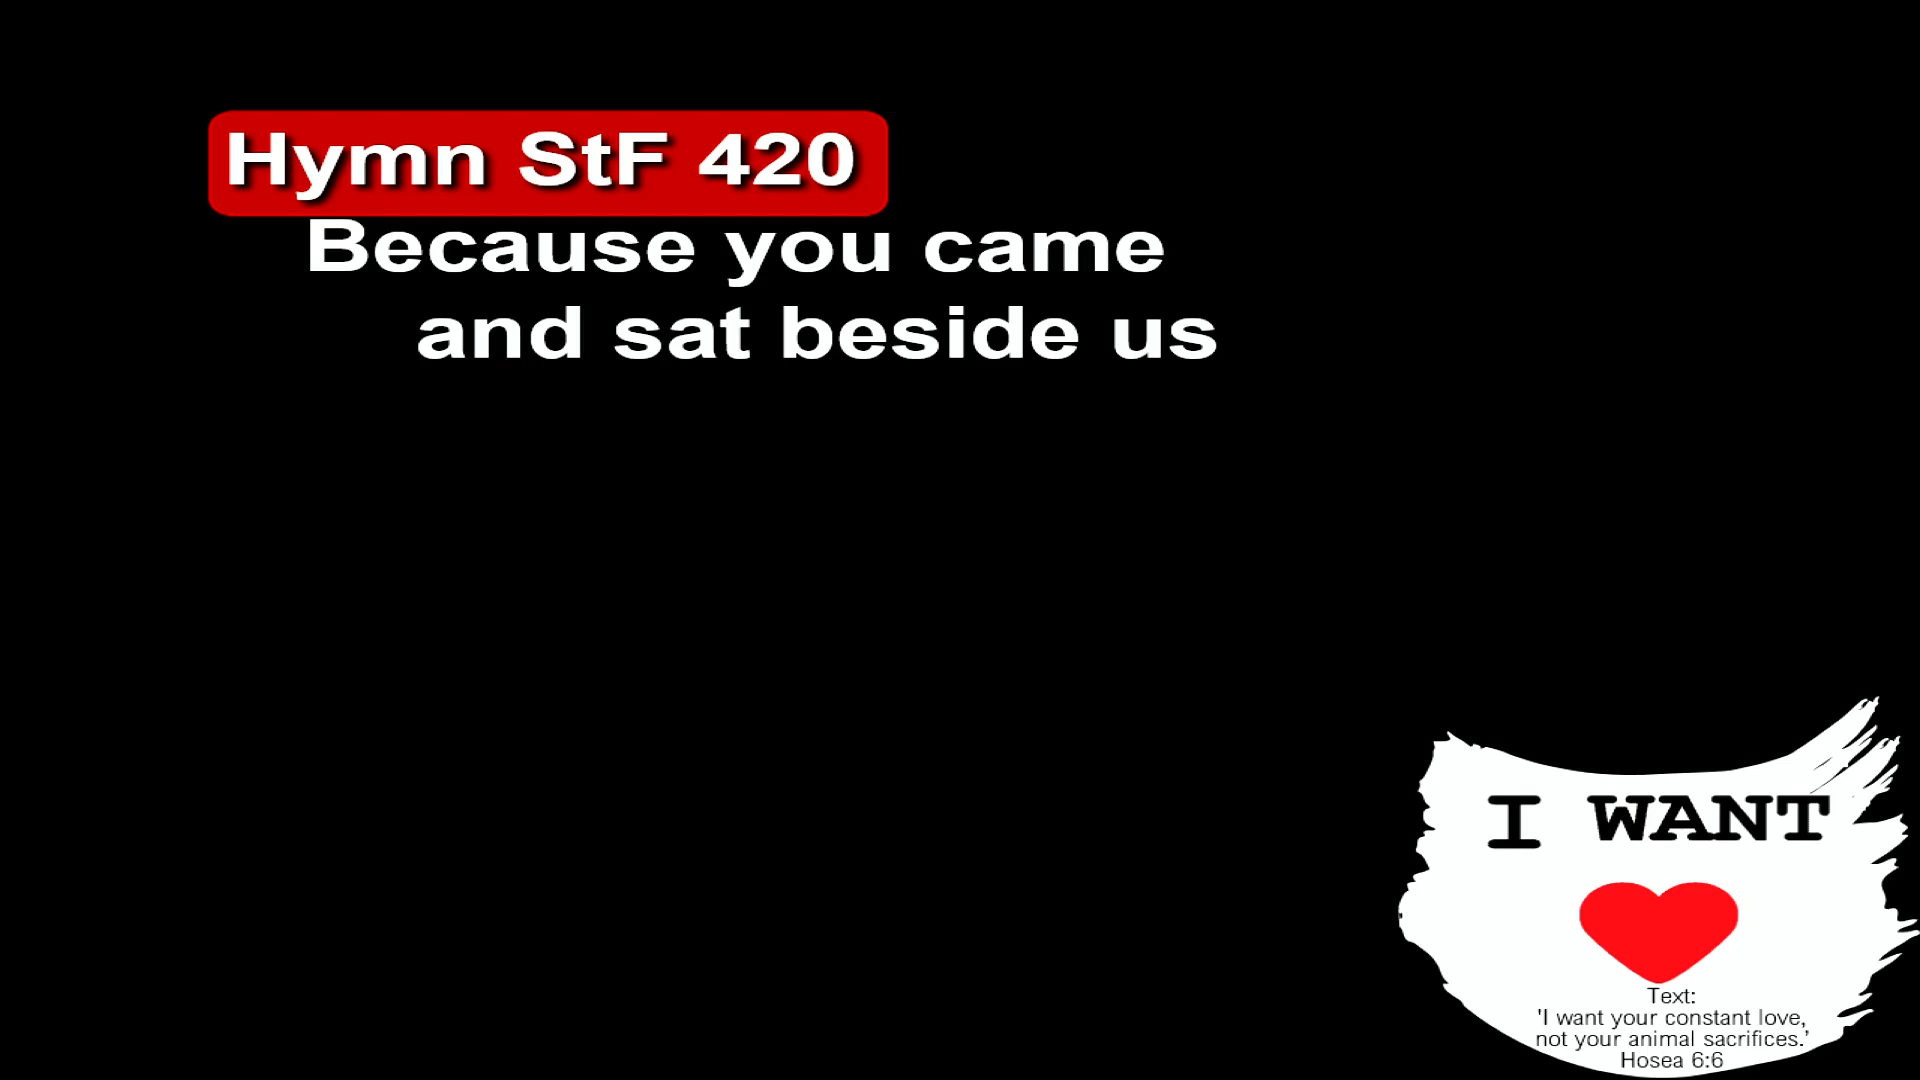 Hymn StF 420
Because you came
and sat beside us
I WANT
Text:
'I want your constant love,
not your animal sacrifices.'
Hosea 6:6